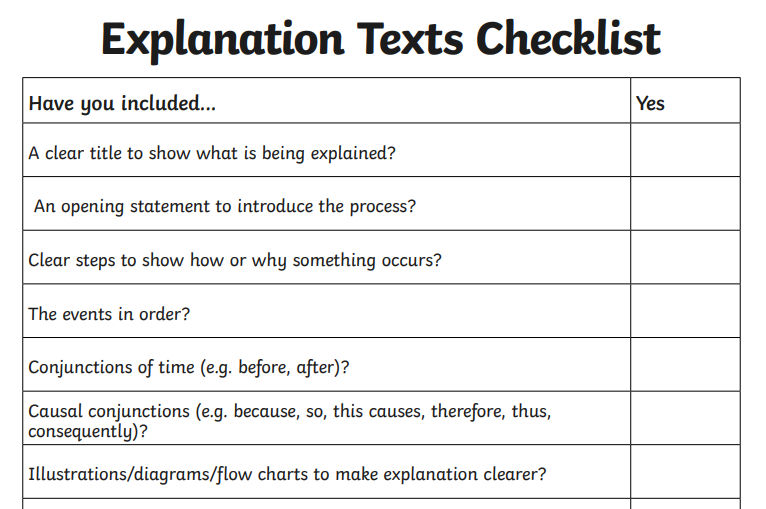 Explanation Texts Checklist
Have you included...
Yes
A clear title to show what is being explained?
An opening statement to introduce the process?
Clear steps to show how or why something occurs?
The events in order?
Conjunctions of time (e.g. before, after)?
Causal conjunctions (e.g. because, so, this causes, therefore, thus,
consequently)?
Illustrations/diagrams/flow charts to make explanation clearer?